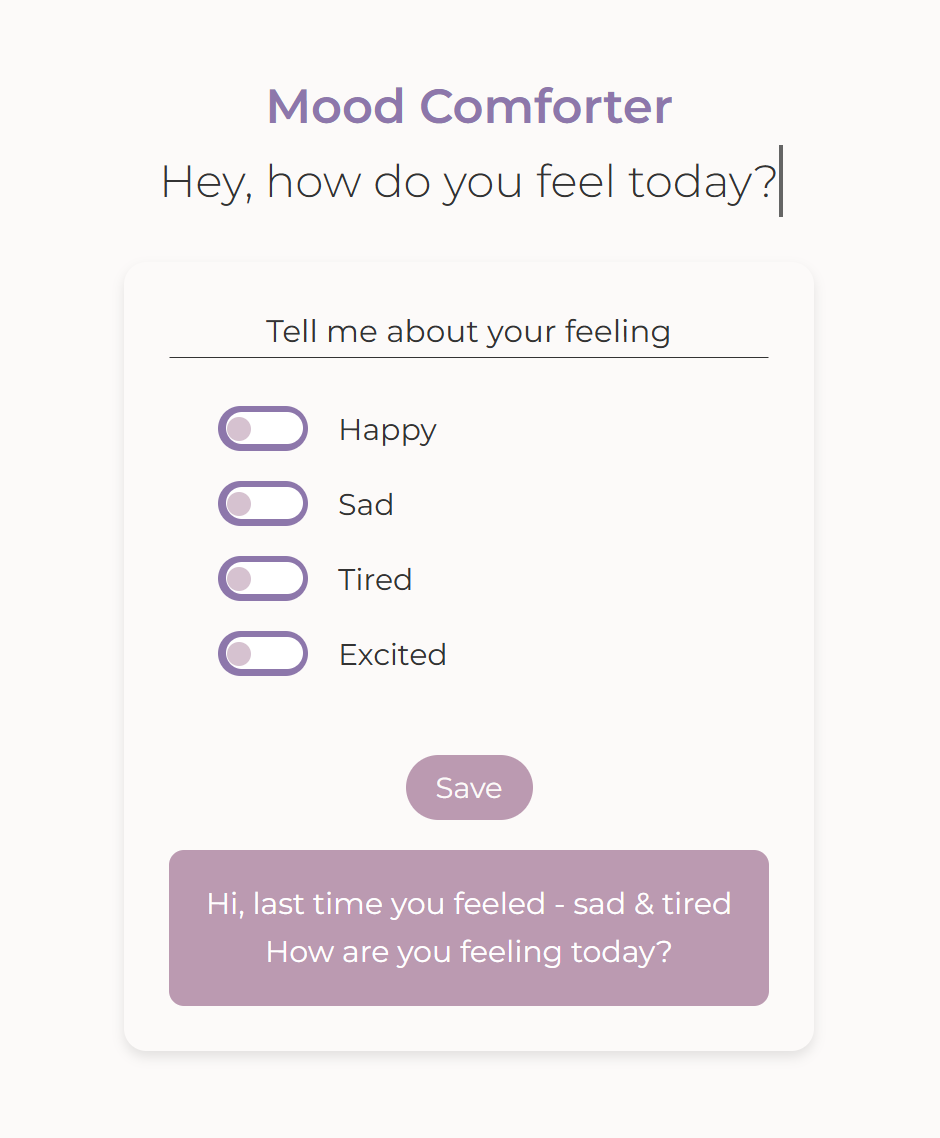 Mood Comforter
Hey, how do you feel today?
Tell me about your feeling
Happy
Sad
Tired
Excited
Save
Hi, last time you feeled - sad & tired
How are you feeling today?